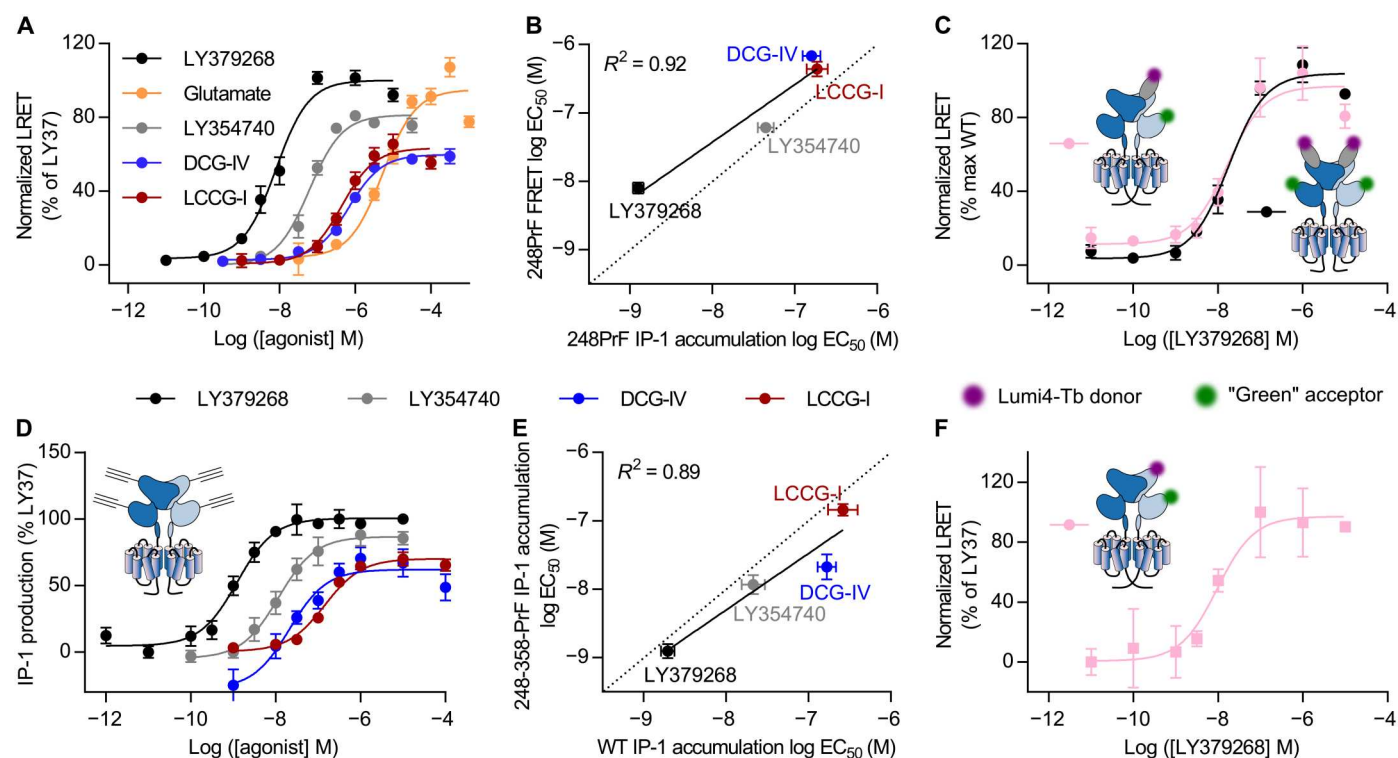 A
Normalized LRET
(% of LY37)
120
80
40
0
LY379268
Glutamate
LY354740
DCG-IV
LCCG-I
−12 −10 −8 −6 −4
Log ([agonist] M)
B
248PrF FRET log EC50 (M)
−6
−7
−8
−9
R2 = 0.92
DCG-IV
LCCG-I
LY354740
LY379268
−9 −8 −7 −6
248PrF IP-1 accumulation log EC50 (M)
C
Normalized LRET
(% max WT)
120
80
40
0
−12 −10 −8 −6 −4
Log ([LY379268] M)
LY379268 LY354740 DCG-IV LCCG-I Lumi4-Tb donor "Green" acceptor
D
IP-1 production (% LY37)
150
100
50
0
−12 −10 −8 −6 −4
Log ([agonist] M)
E
248-358-PrF IP-1 accumulation
log EC50 (M)
−6
−7
−8
−9
R2 = 0.89
LCCG-I
DCG-IV
LY354740
LY379268
−9 −8 −7 −6
WT IP-1 accumulation log EC50 (M)
F
Normalized LRET
(% of LY37)
120
80
40
0
−12 −10 −8 −6 −4
Log ([LY379268] M)